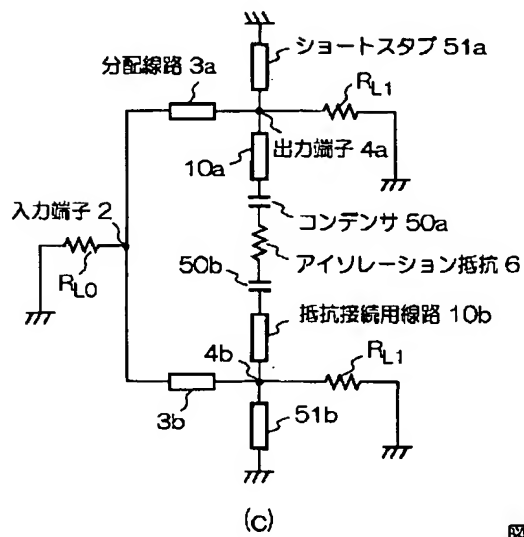 ショートスタブ 51a
分配線路 3a
RL1
出力端子 4a
10a
入力端子 2
コンデンサ 50a
アイソレーション抵抗 6
RL0
50b
抵抗接続用線路 10b
4b
RL1
3b
51b
(c)
図